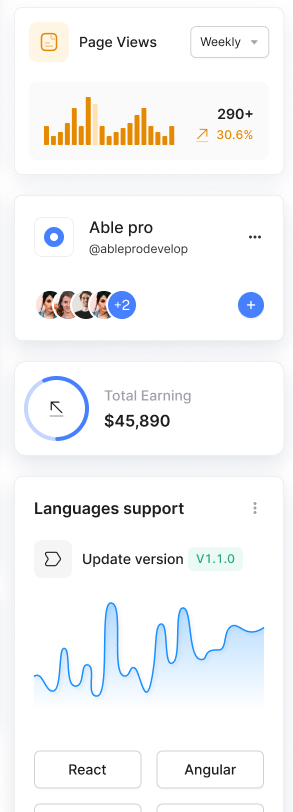 Page Views
Weekly
290+
30.6%
Able pro
@ableprodevelop
+2
+
Total Earning
$45,890
Languages support
Update version V1.1.0
React
Angular